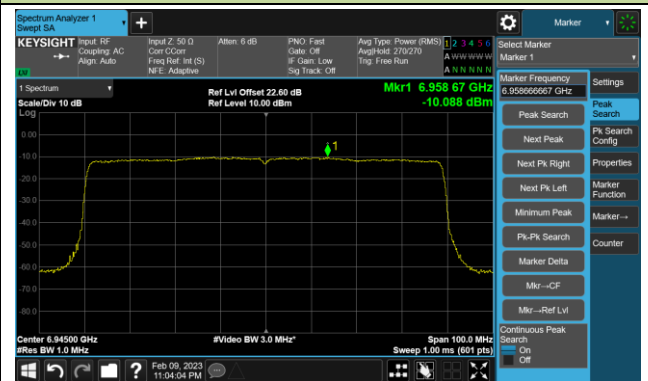 Spectrum Analyzer 1
Swept SA
Marker
KEYSIGHT
Input: RF
Coupling: AC
Align: Auto
Input Z: 50 Ω
Corr CCorr
Freq Ref: Int (S)
NFE: Adaptive
Atten: 6 dB
PNO: Fast
Gate: Off
IF Gain: Low
Sig Track: Off
Avg Type: Power (RMS)
Avg|Hold: 270/270
Trig: Free Run
1 2 3 4 5 6
A W W W W W
A N N N N N
LXI
Select Marker
Marker 1
1 Spectrum
Scale/Div 10 dB
Log
Ref Lvl Offset 22.60 dB
Ref Level 10.00 dBm
Mkr1 6.958 67 GHz
-10.088 dBm
0.00
-10.0
-20.0
-30.0
-40.0
-50.0
-60.0
-70.0
-80.0
1
Center 6.94500 GHz
#Res BW 1.0 MHz
#Video BW 3.0 MHz*
Span 100.0 MHz
Sweep 1.00 ms (601 pts)
Marker Frequency
6.958666667 GHz
Peak Search
Next Peak
Next Pk Right
Next Pk Left
Minimum Peak
Pk-Pk Search
Marker Delta
Mkr→CF
Mkr→Ref Lvl
Continuous Peak
Search
On
Off
Settings
Peak
Search
Pk Search
Config
Properties
Marker
Function
Marker→
Counter
Feb 09, 2023
11:04:04 PM